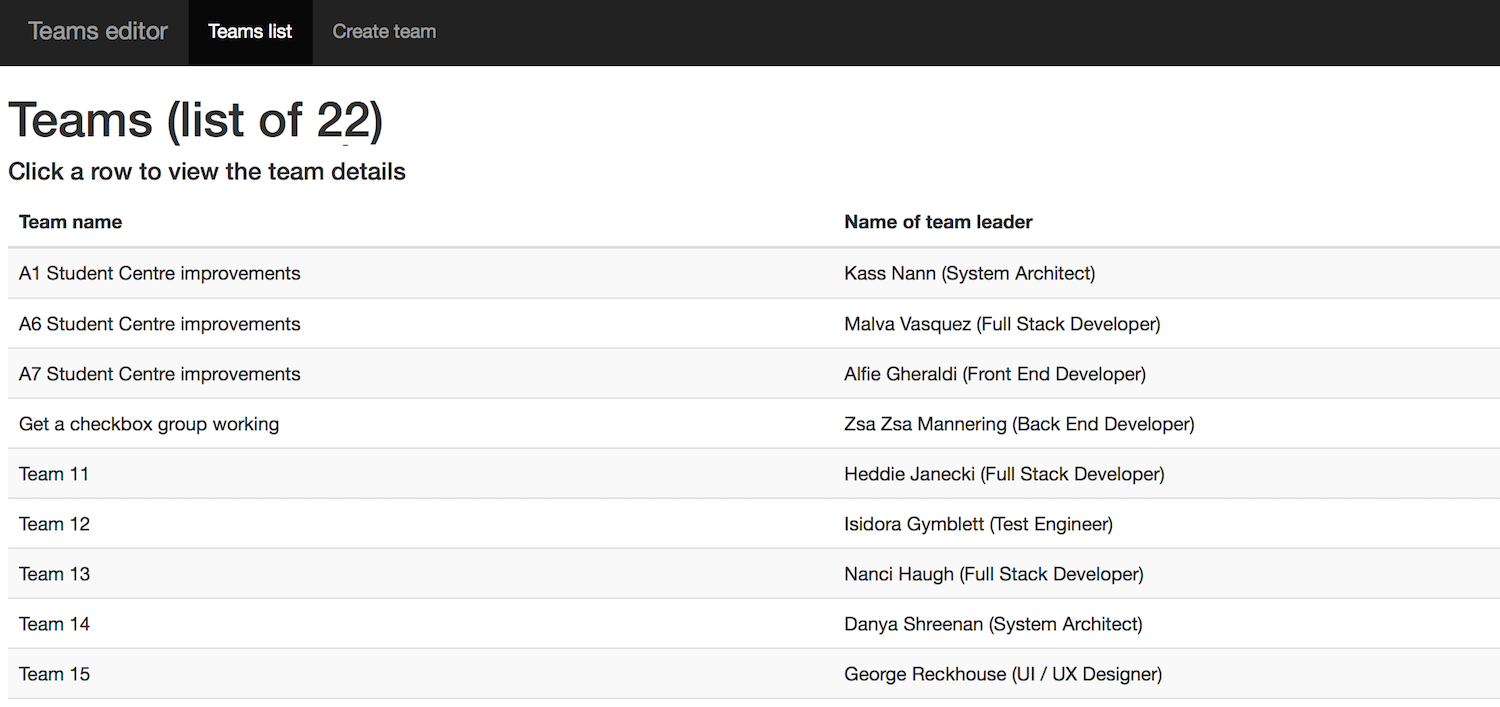 Teams editor Teams list Create team
Teams (list of 22)
Click a row to view the team details
Team name Name of team leader
A1 Student Centre improvements Kass Nann (System Architect)
A6 Student Centre improvements Malva Vasquez (Full Stack Developer)
A7 Student Centre improvements Alfie Gheraldi (Front End Developer)
Get a checkbox group working Zsa Zsa Mannering (Back End Developer)
Team 11 Heddie Janecki (Full Stack Developer)
Team 12 Isidora Gymblett (Test Engineer)
Team 13 Nanci Haugh (Full Stack Developer)
Team 14 Danya Shreenan (System Architect)
Team 15 George Reckhouse (UI / UX Designer)